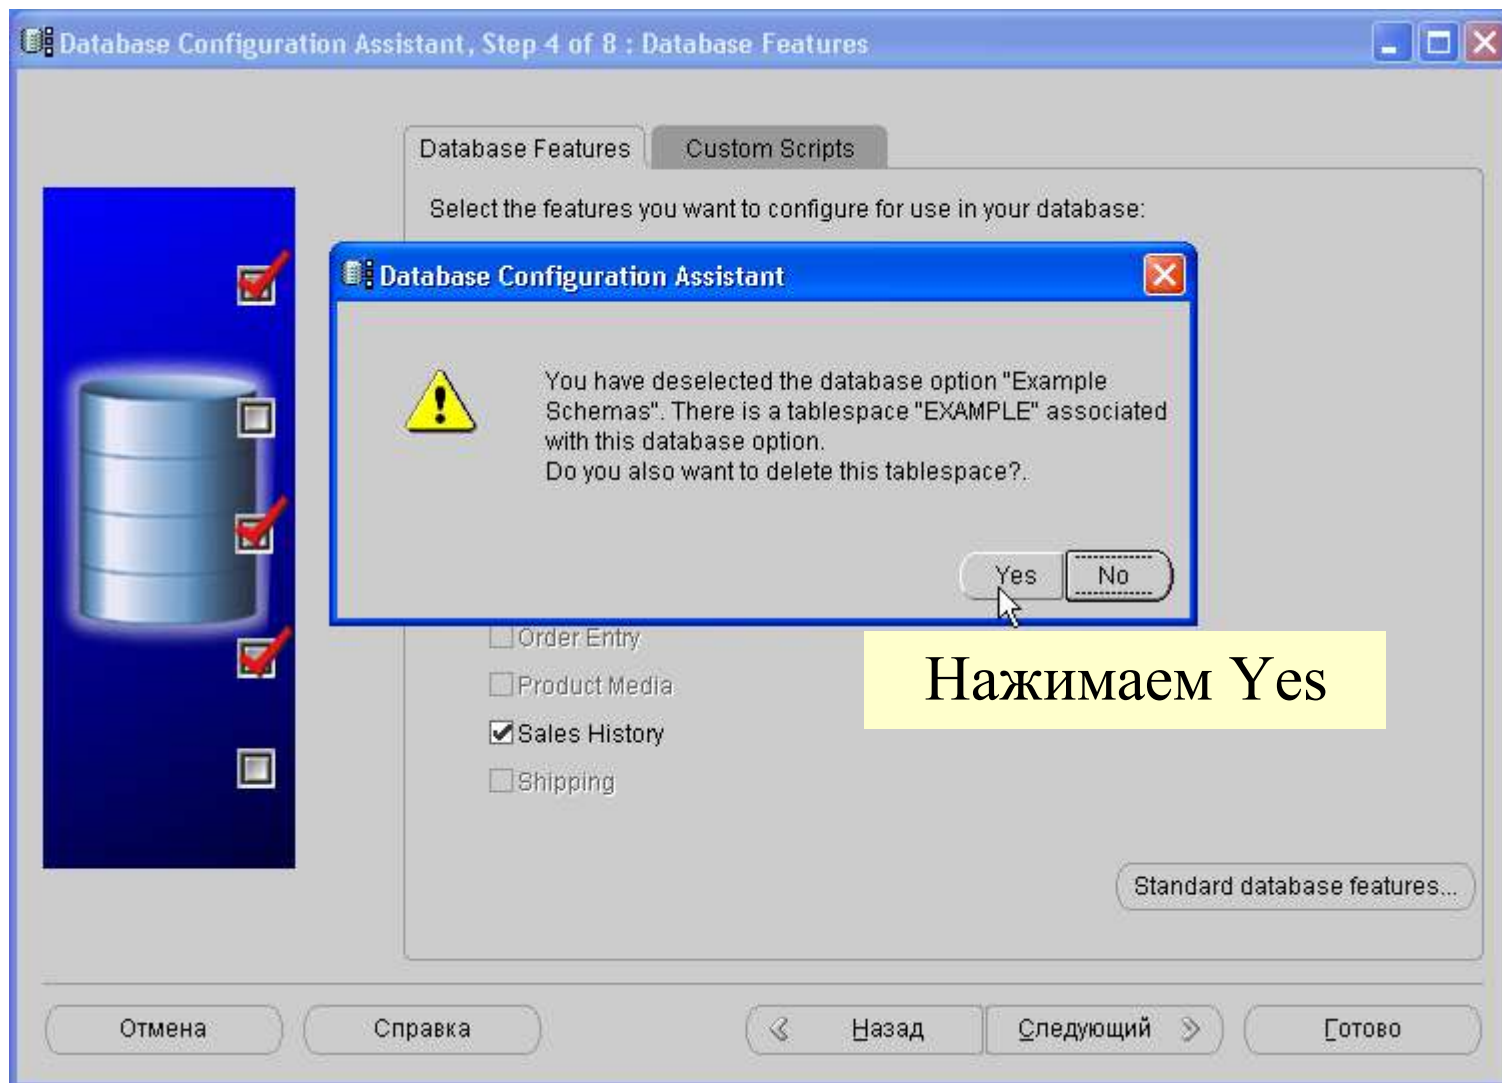 Database Configuration Assistant, Step 4 of 8 : Database Features
Database Features
Custom Scripts
Select the features you want to configure for use in your database:
Database Configuration Assistant
You have deselected the database option "Example
Schemas". There is a tablespace "EXAMPLE" associated
with this database option.
Do you also want to delete this tablespace?.
Yes
No
Order Entry
Нажимаем Yes
Product Media
Sales History
Shipping
Standard database features...
Отмена
Справка
Назад
Следующий
Готово